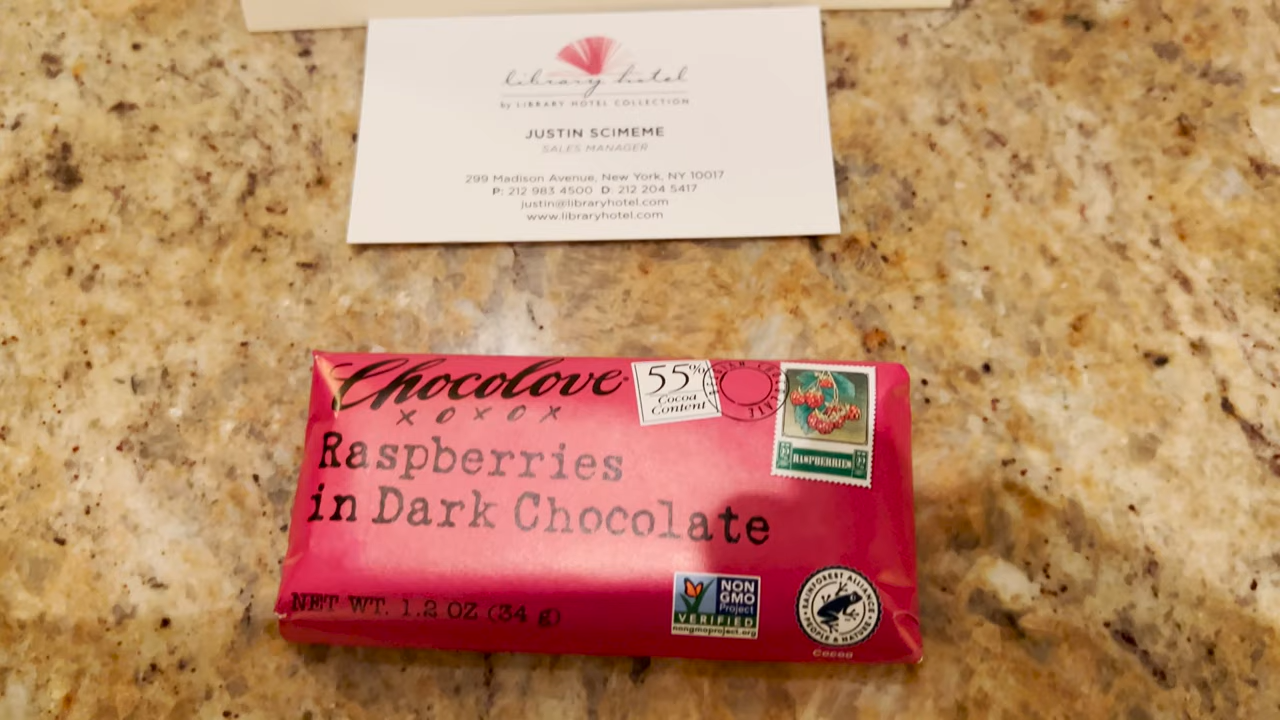 library hotel
by LIBRARY HOTEL COLLECTION
JUSTIN SCIMEME
SALES MANAGER
299 Madison Avenue, New York, NY 10017
P: 212 983 4500 D: 212 204 5417
justin@libraryhotel.com
www.libraryhotel.com
Chocolove
xoxox
55%
Cocoa
Content
CHOCOLATE
RASPBERRIES
Raspberries
in Dark Chocolate
NET WT. 1.2 OZ (34 g)
NON
GMO
Project
VERIFIED
nongmoproject.org
RAINFOREST ALLIANCE
PEOPLE & NATURE
Cocoa